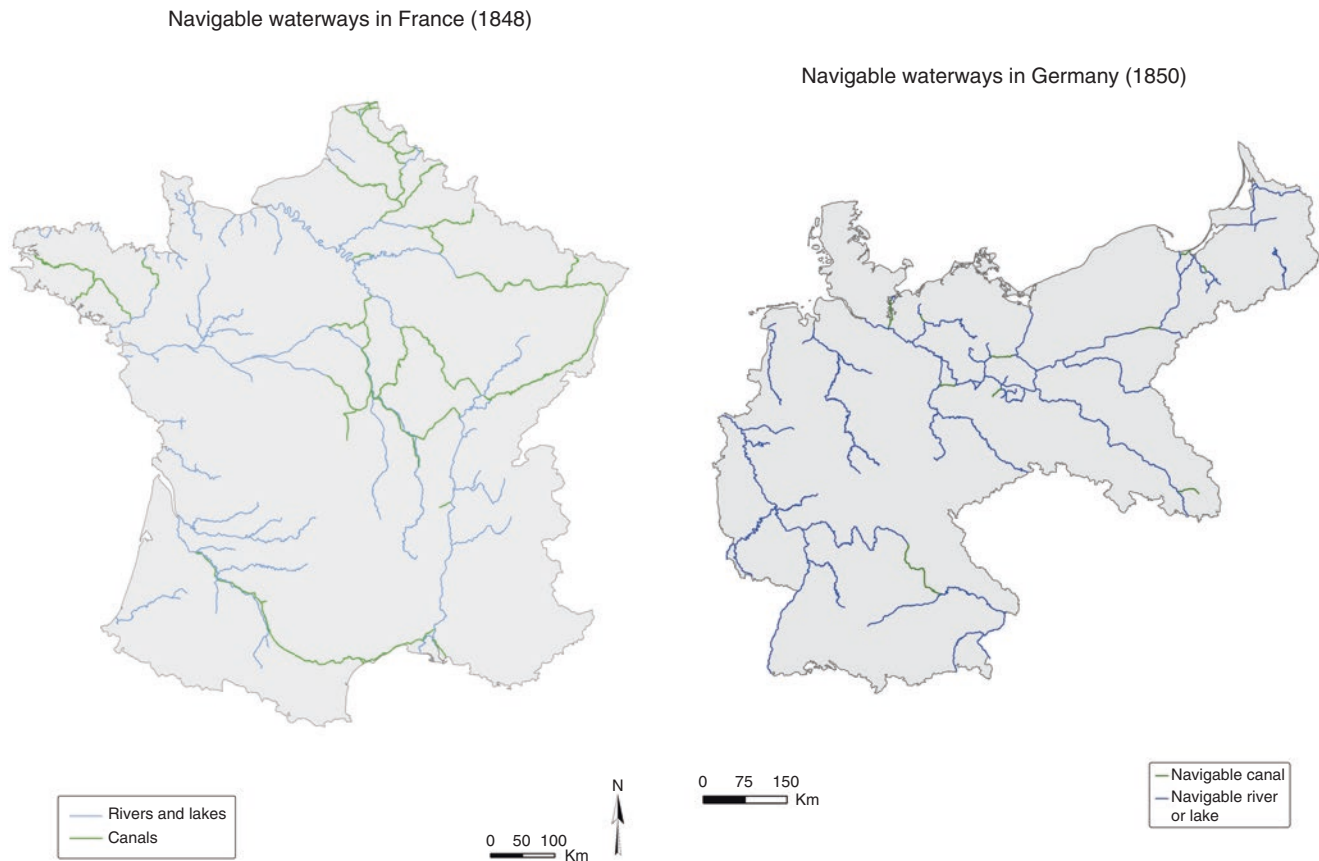 Navigable waterways in France (1848)
Navigable waterways in Germany (1850)
Rivers and lakes
Canals
N
0 50 100
Km
0 75 150
Km
Navigable canal
Navigable river
or lake